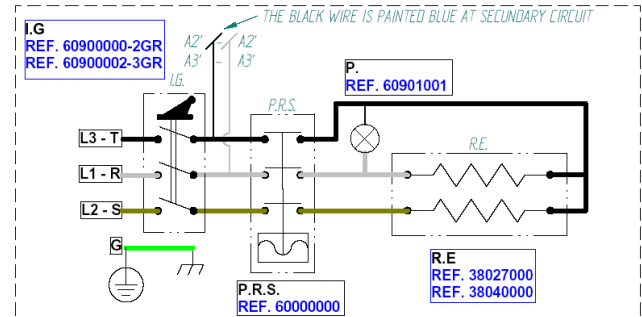 THE BLACK WIRE IS PAINTED BLUE AT SECUNDARY CIRCUIT
I.G
REF. 60900000-2GR
REF. 60900002-3GR
A2' - A2'
A3' - A3'
I.G.
P.
REF. 60901001
P.R.S.
L3 - T
R.E.
L1 - R
L2 - S
G
R.E
REF. 38027000
REF. 38040000
P.R.S.
REF. 60000000